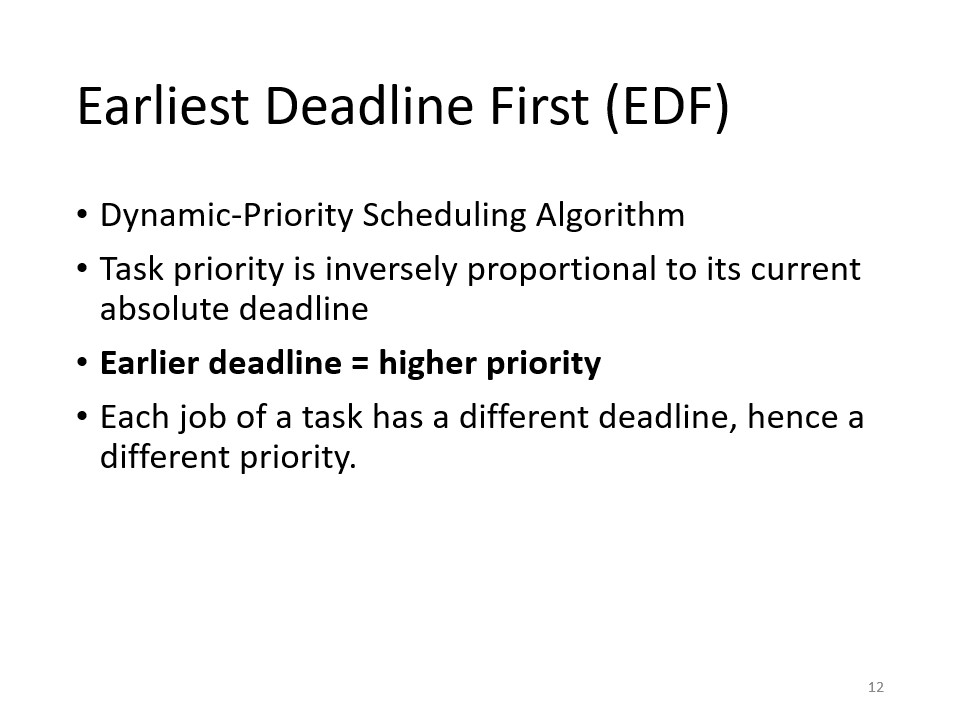 Earliest Deadline First (EDF)
• Dynamic-Priority Scheduling Algorithm
• Task priority is inversely proportional to its current
absolute deadline
• Earlier deadline = higher priority
• Each job of a task has a different deadline, hence a
different priority.
12